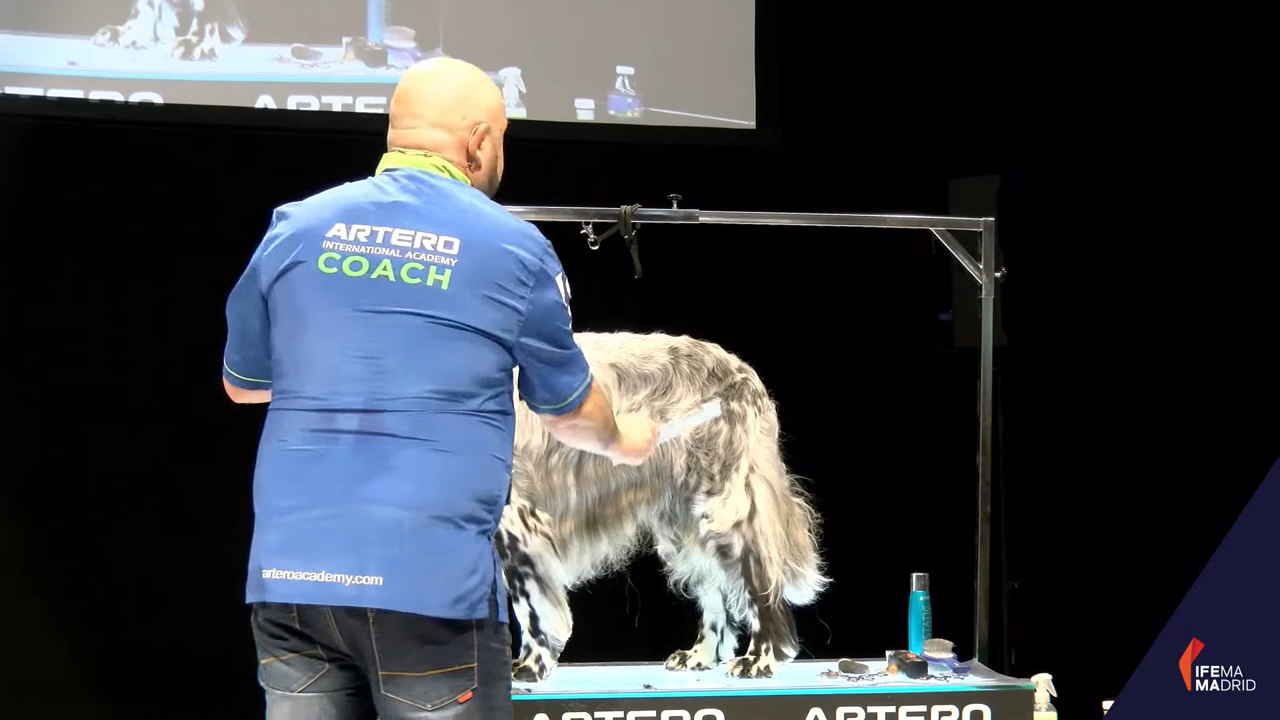 ARTERO
INTERNATIONAL ACADEMY
COACH
arteroacademy.com
ARTERO
ARTERO
IFEMA
MADRID